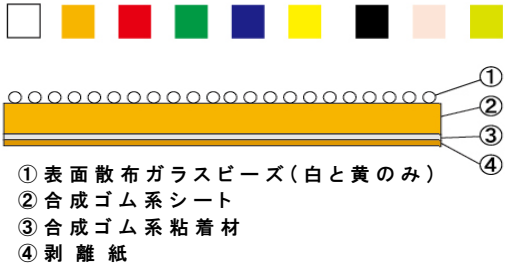 ①
②
③
④
①表面散布ガラスビーズ(白と黄のみ)
②合成ゴム系シート
③合成ゴム系粘着材
④剥離紙